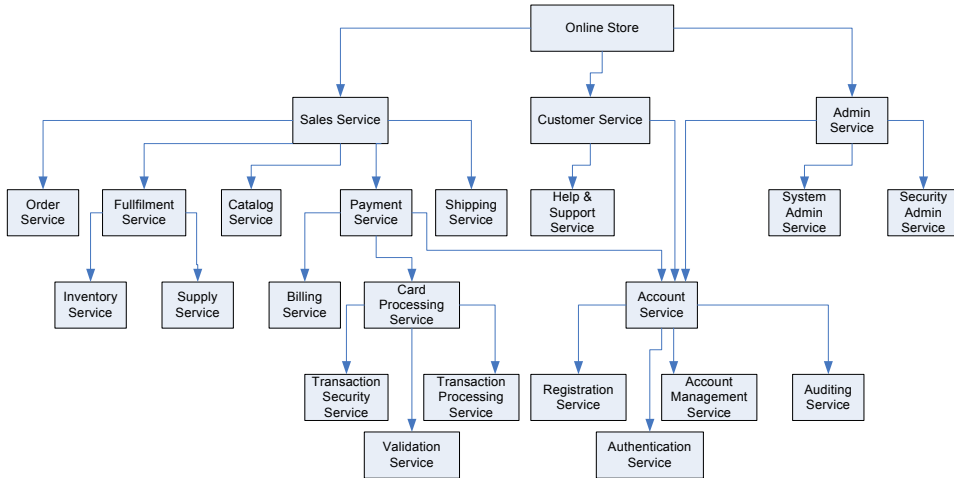 Online Store
Sales Service
Customer Service
Admin
Service
Order
Service
Fullfilment
Service
Catalog
Service
Payment
Service
Shipping
Service
Help &
Support
Service
System
Admin
Service
Security
Admin
Service
Inventory
Service
Supply
Service
Billing
Service
Card
Processing
Service
Account
Service
Transaction
Security
Service
Transaction
Processing
Service
Registration
Service
Account
Management
Service
Auditing
Service
Validation
Service
Authentication
Service